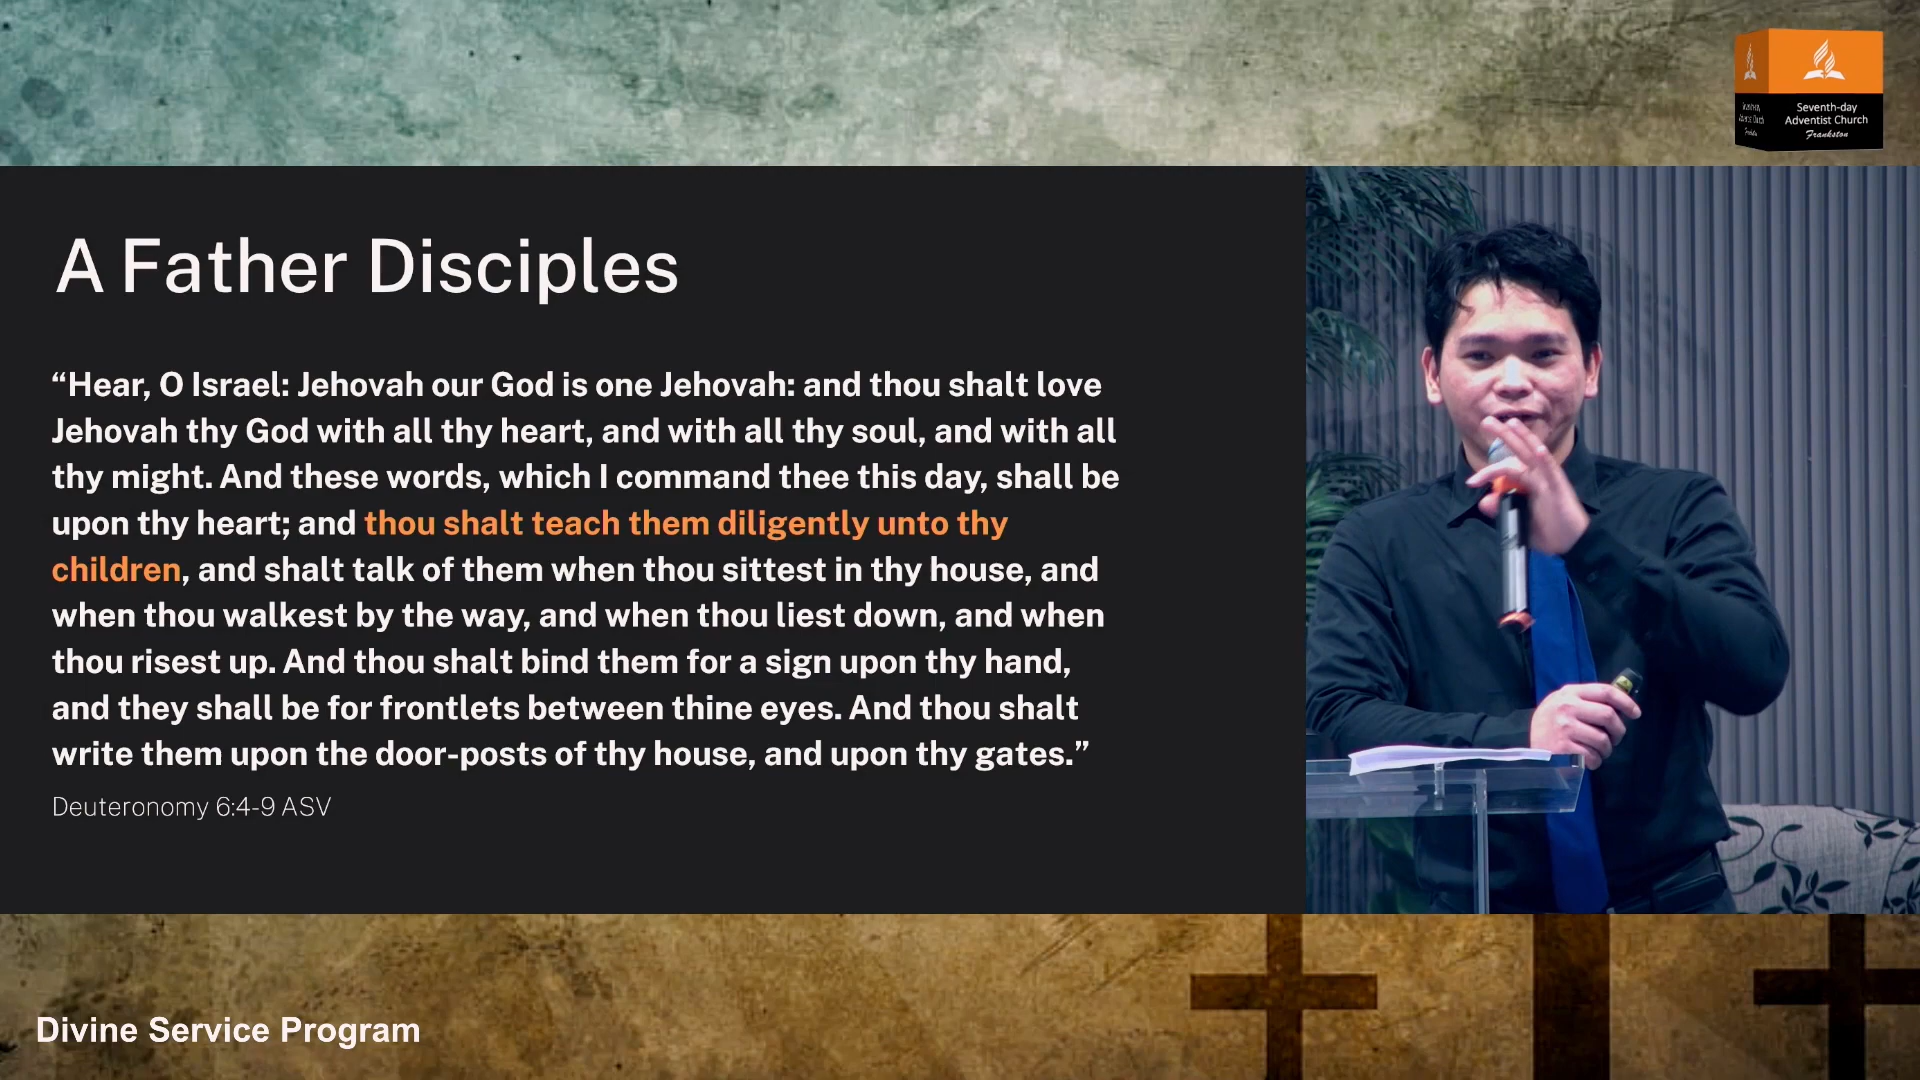 Seventh-day
Adventist Church
Frankston
A Father Disciples
“Hear, O Israel: Jehovah our God is one Jehovah: and thou shalt love
Jehovah thy God with all thy heart, and with all thy soul, and with all
thy might. And these words, which I command thee this day, shall be
upon thy heart; and thou shalt teach them diligently unto thy
children, and shalt talk of them when thou sittest in thy house, and
when thou walkest by the way, and when thou liest down, and when
thou risest up. And thou shalt bind them for a sign upon thy hand,
and they shall be for frontlets between thine eyes. And thou shalt
write them upon the door-posts of thy house, and upon thy gates.”
Deuteronomy 6:4-9 ASV
Divine Service Program